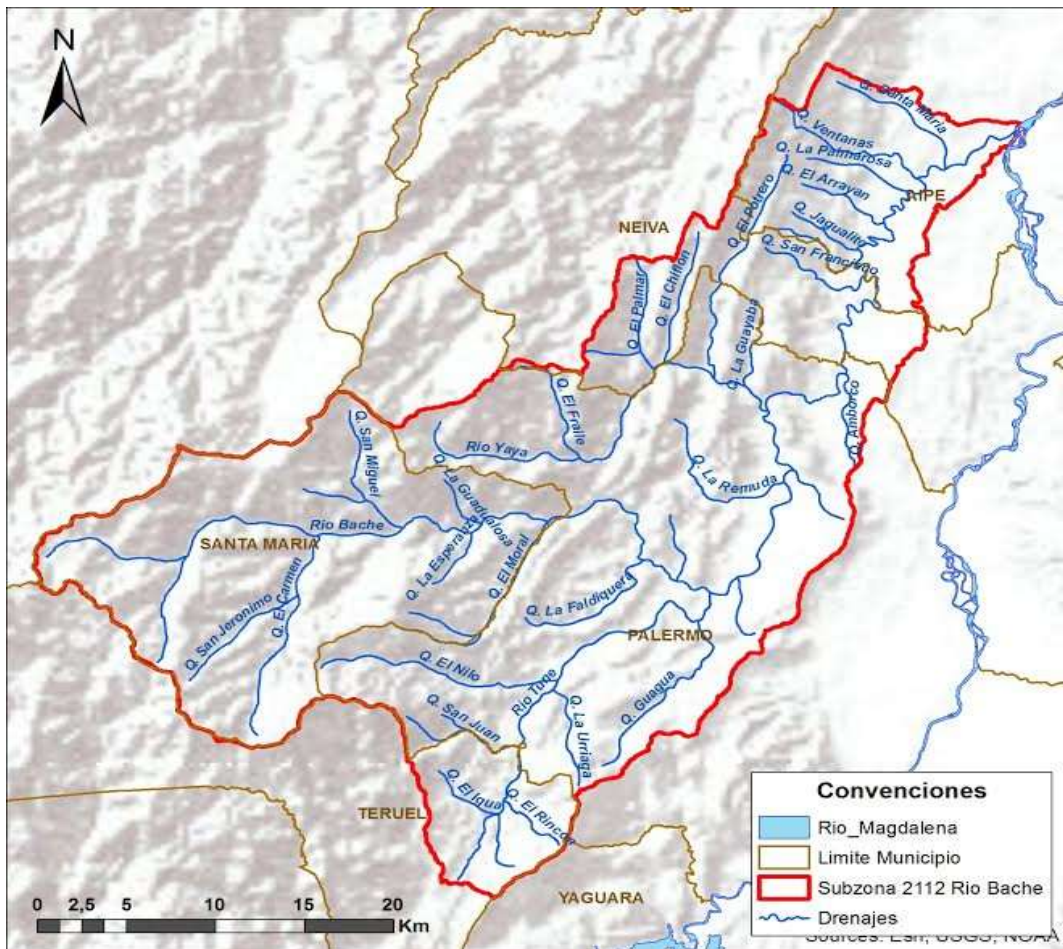 N
Q. Santa Maria
Q. Ventanas
Q. La Palmarosa
Q. El Arrayan
AIPE
Q. El Potrero
Q. Jagualito
NEIVA
Q. San Francisco
Q. El Palmar
Q. El Chiflon
Q. La Guayaba
Q. El Fraile
Q. Amborco
Q. San Miguel
Rio Yaya
Q. La Guadualosa
Q. La Remuda
Rio Bache
SANTA MARIA
Q. La Esperanza
Q. El Moral
Q. El Carmen
Q. San Jeronimo
Q. La Faldiquera
PALERMO
Q. El Nilo
Rio Tune
Q. Guagua
Q. San Juan
Q. La Urriaga
Q. El Iqua
Q. El Rincon
TERUEL
YAGUARA
Convenciones
Rio_Magdalena
Limite Municipio
Subzona 2112 Rio Bache
Drenajes
0 2,5 5 10 15 20
Km
Sources: Esri, USGS, NOAA